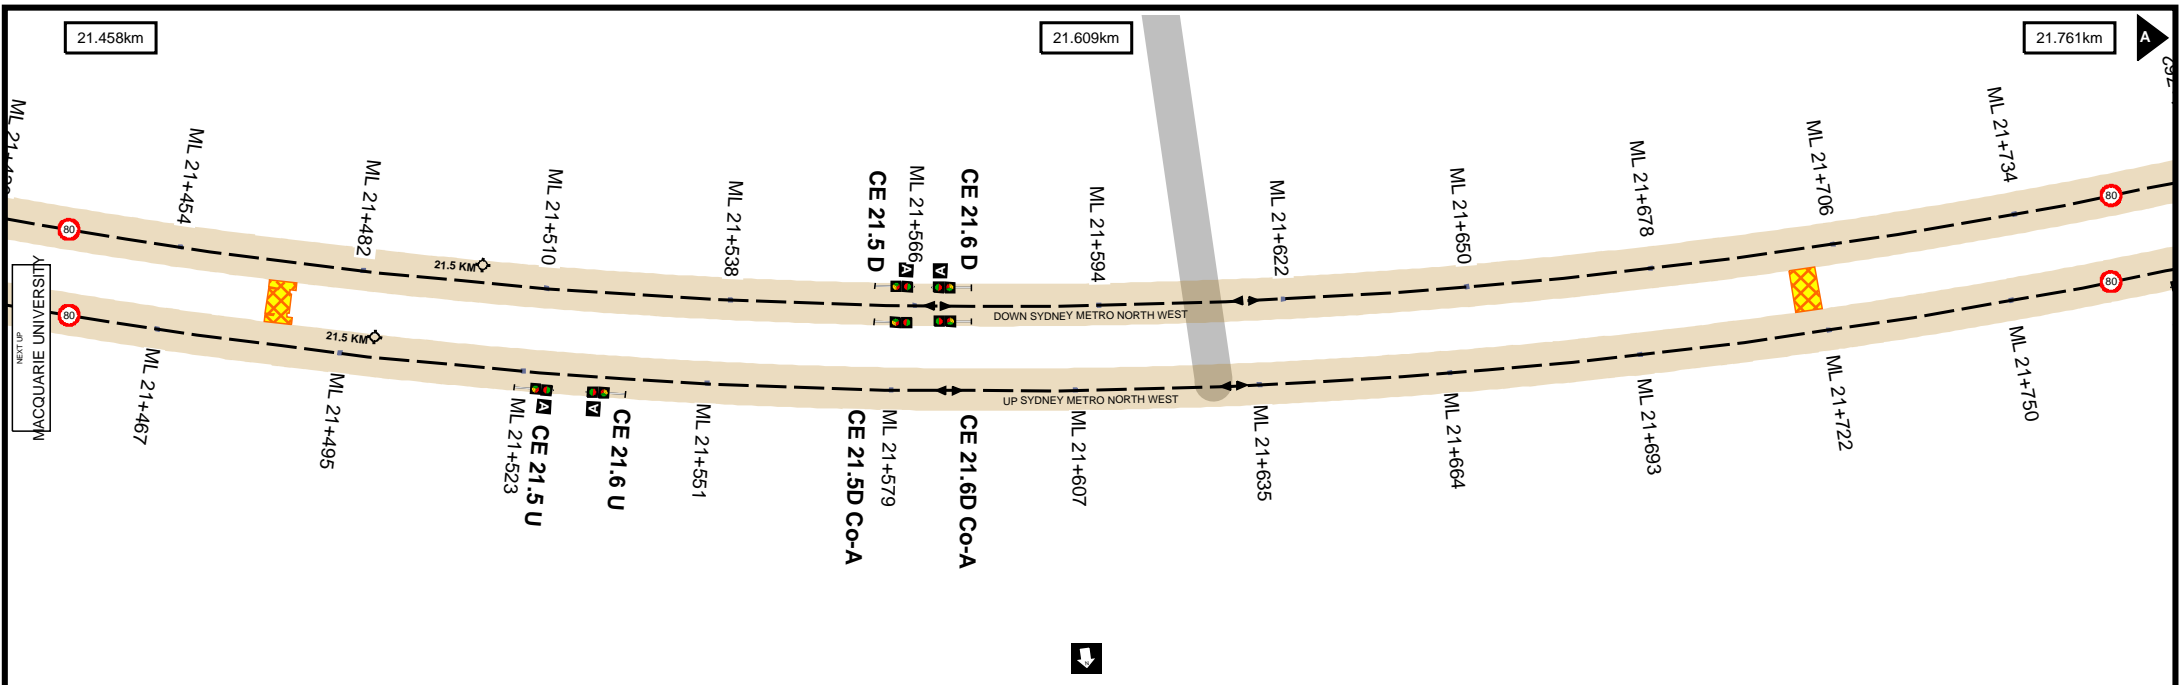 21.458km
21.609km
21.761km
A
ML 21+454
ML 21+482
ML 21+510
ML 21+538
CE 21.5 D
ML 21+566
CE 21.6 D
ML 21+594
ML 21+622
ML 21+650
ML 21+678
ML 21+706
ML 21+734
80
80
21.5 KM
A
A
DOWN SYDNEY METRO NORTH WEST
NEXT UP
MACQUARIE UNIVERSITY
80
80
21.5 KM
UP SYDNEY METRO NORTH WEST
A
A
ML 21+467
ML 21+495
ML 21+523
CE 21.5 U
CE 21.6 U
ML 21+551
CE 21.5D Co-A
ML 21+579
CE 21.6D Co-A
ML 21+607
ML 21+635
ML 21+664
ML 21+693
ML 21+722
ML 21+750
N